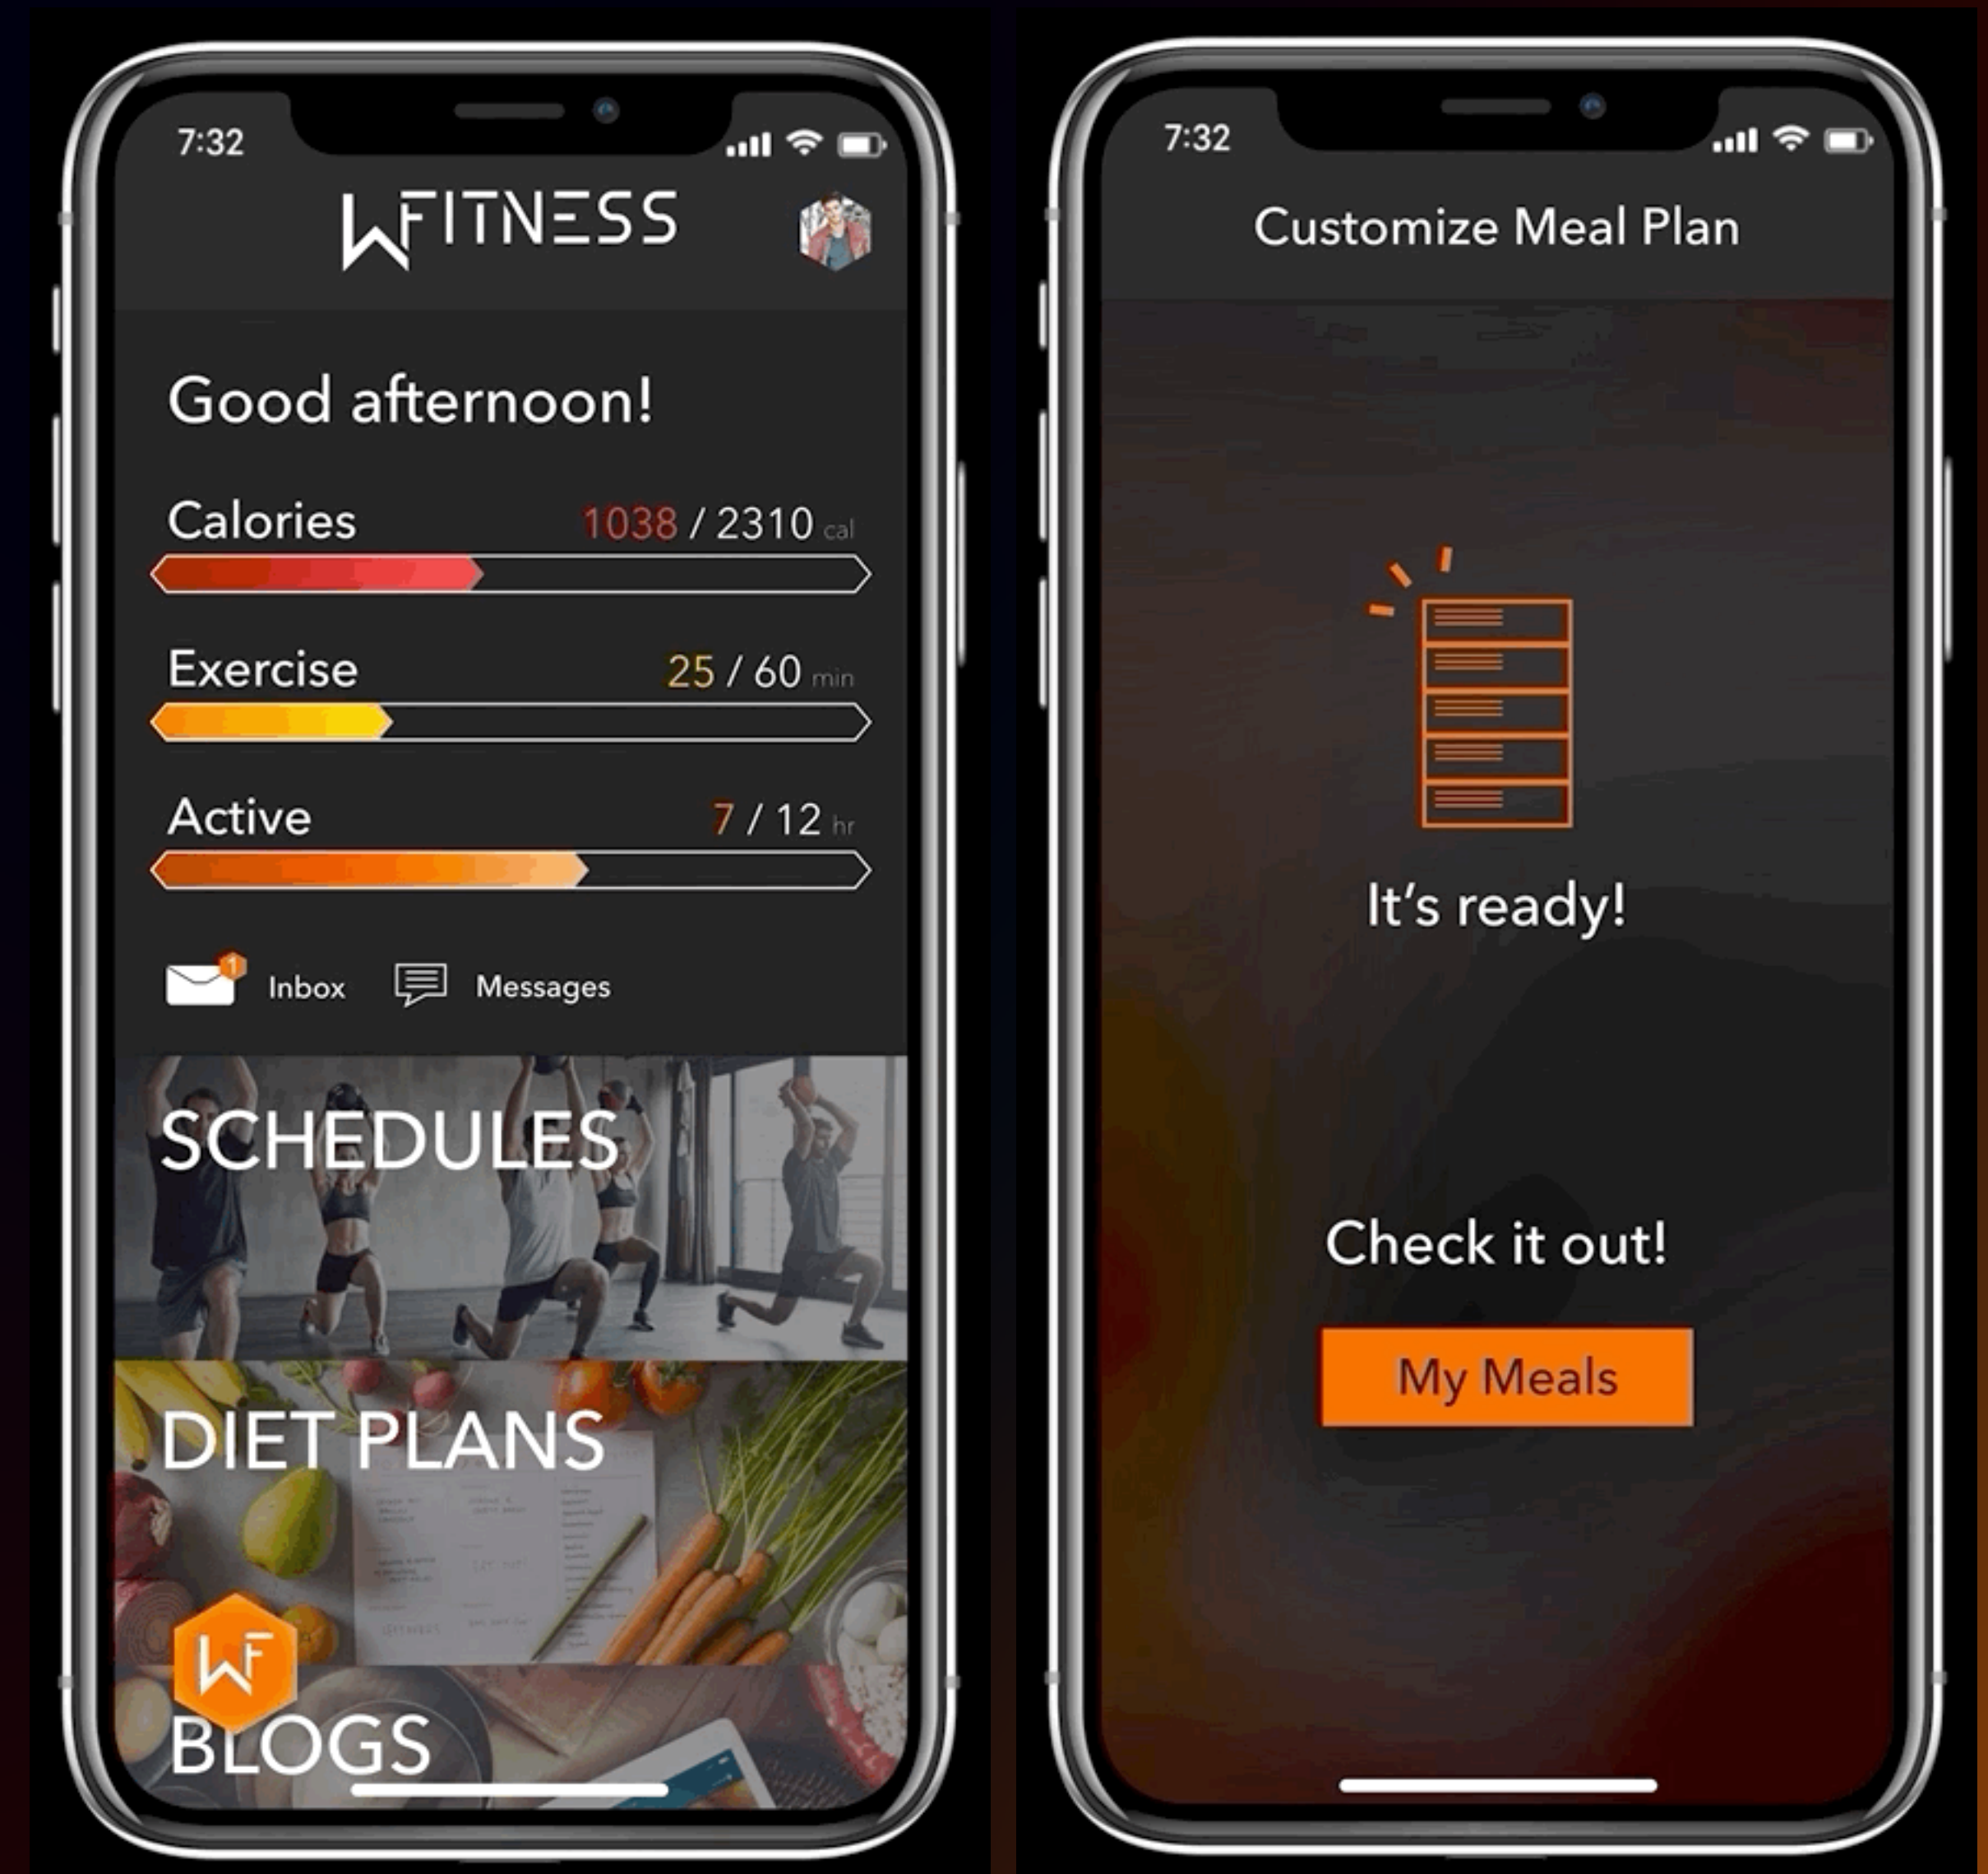 7:32
WFITNESS
Good afternoon!
Calories 1038 / 2310 cal
Exercise 25 / 60 min
Active 7 / 12 hr
1
Inbox Messages
SCHEDULES
DIET PLANS
WF
BLOGS
7:32
Customize Meal Plan
It's ready!
Check it out!
My Meals